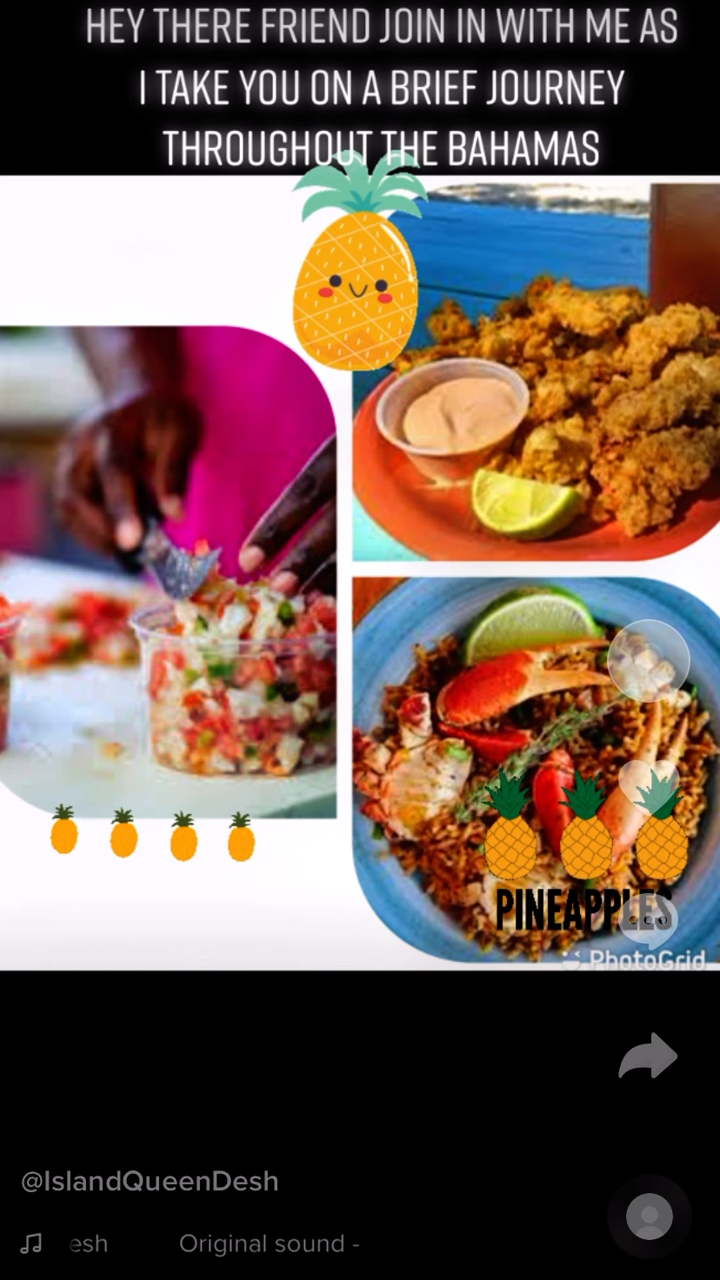 HEY THERE FRIEND JOIN IN WITH ME AS
I TAKE YOU ON A BRIEF JOURNEY
THROUGHOUT THE BAHAMAS
PINEAPPLES
PhotoGrid
@IslandQueenDesh
esh Original sound -